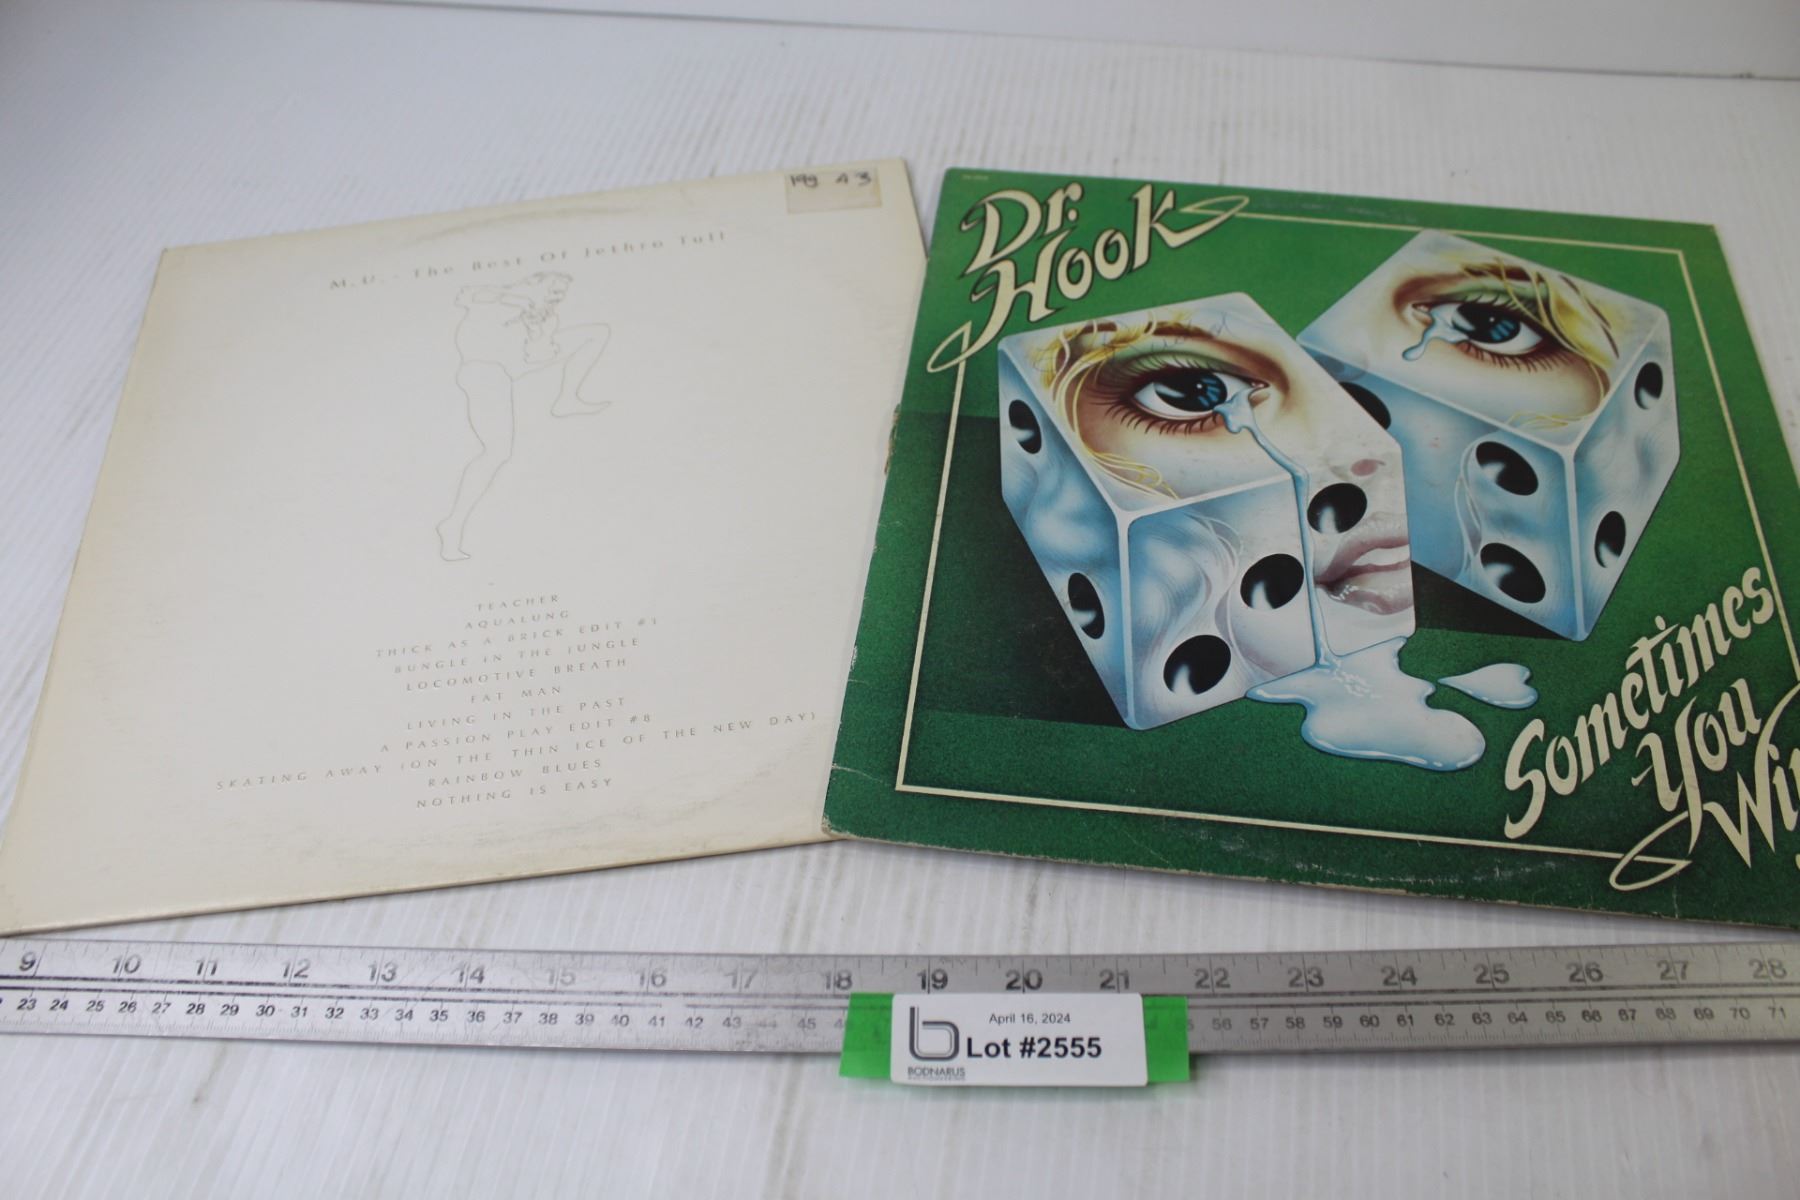 199 43
M.U. - The Best Of Jethro Tull
TEACHER
AQUALUNG
THICK AS A BRICK EDIT #1
BUNGLE IN THE JUNGLE
LOCOMOTIVE BREATH
FAT MAN
LIVING IN THE PAST
A PASSION PLAY EDIT #8
SKATING AWAY (ON THE THIN ICE OF THE NEW DAY)
RAINBOW BLUES
NOTHING IS EASY
Dr.
Hook
Sometimes
You
Win
9 10 11 12 13 14 15 16 17 18 19 20 21 22 23 24 25 26 27 28
23 24 25 26 27 28 29 30 31 32 33 34 35 36 37 38 39 40 41 42 43 44 45 56 57 58 59 60 61 62 63 64 65 66 67 68 69 70 71
April 16, 2024
Lot #2555
BODNARUS
AUCTIONEERING